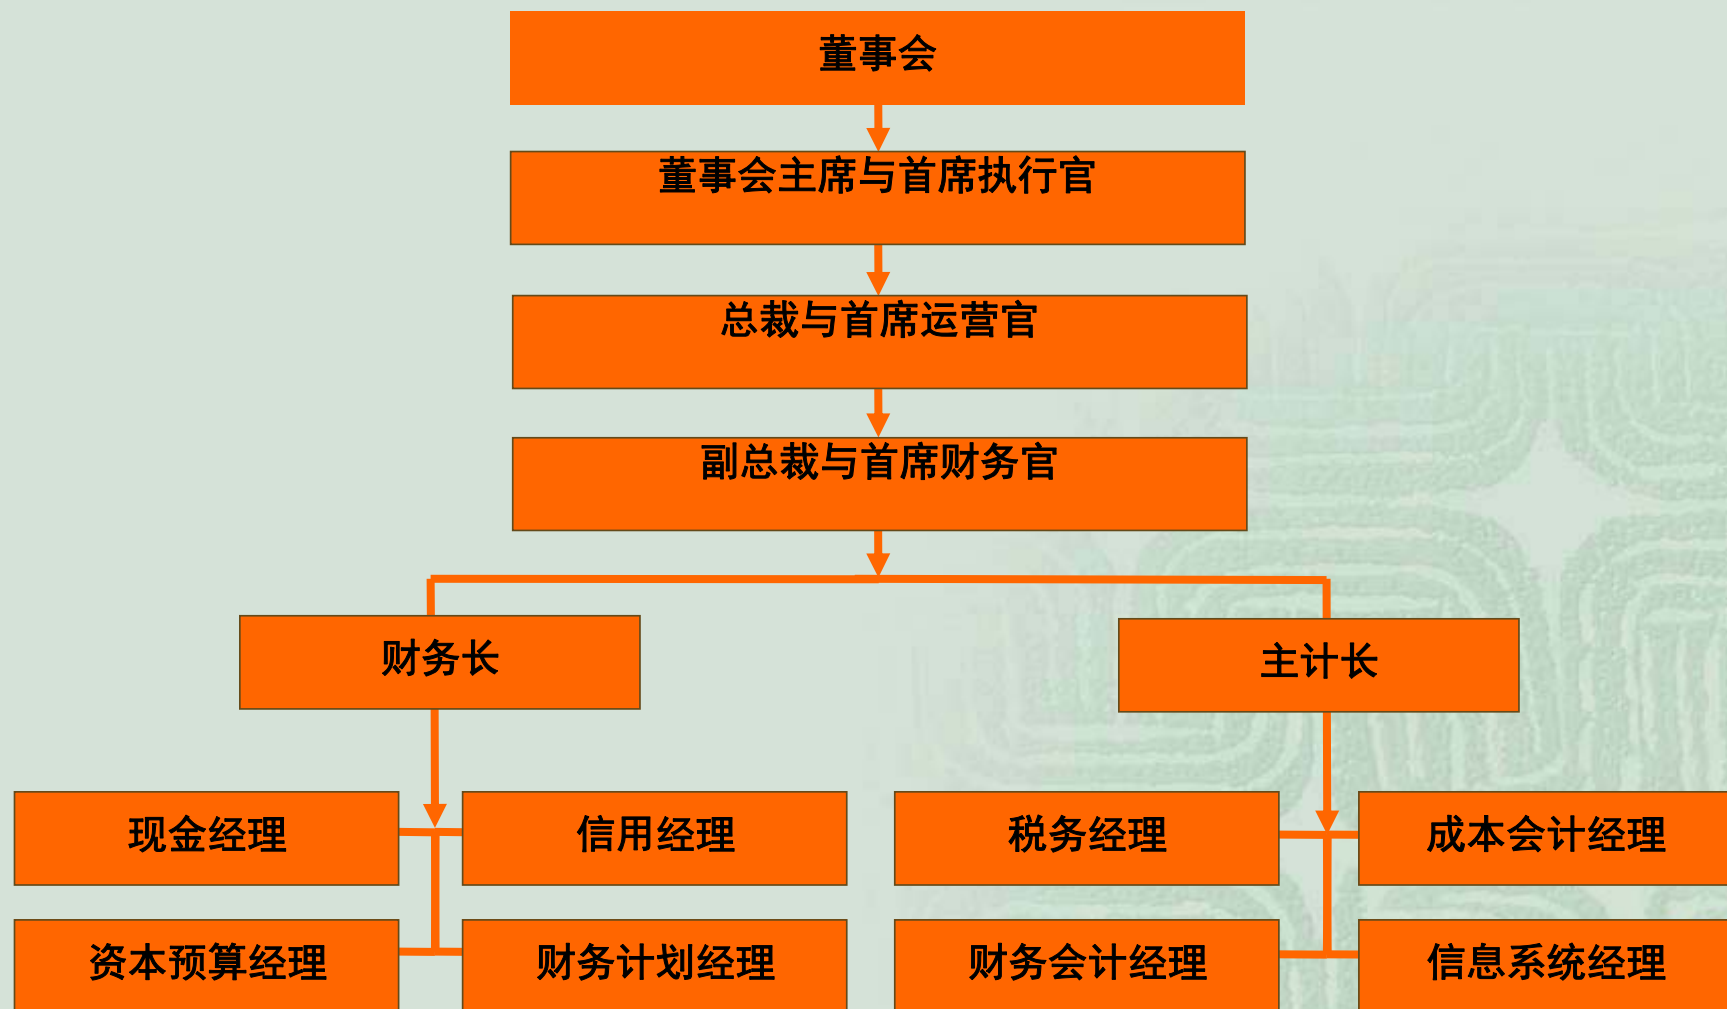 董事会
董事会主席与首席执行官
总裁与首席运营官
副总裁与首席财务官
财务长
主计长
现金经理
信用经理
税务经理
成本会计经理
资本预算经理
财务计划经理
财务会计经理
信息系统经理